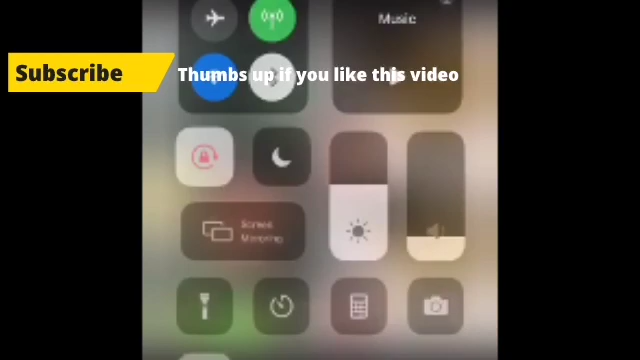 Music
Subscribe
Thumbs up if you like this video
Screen
Mirroring